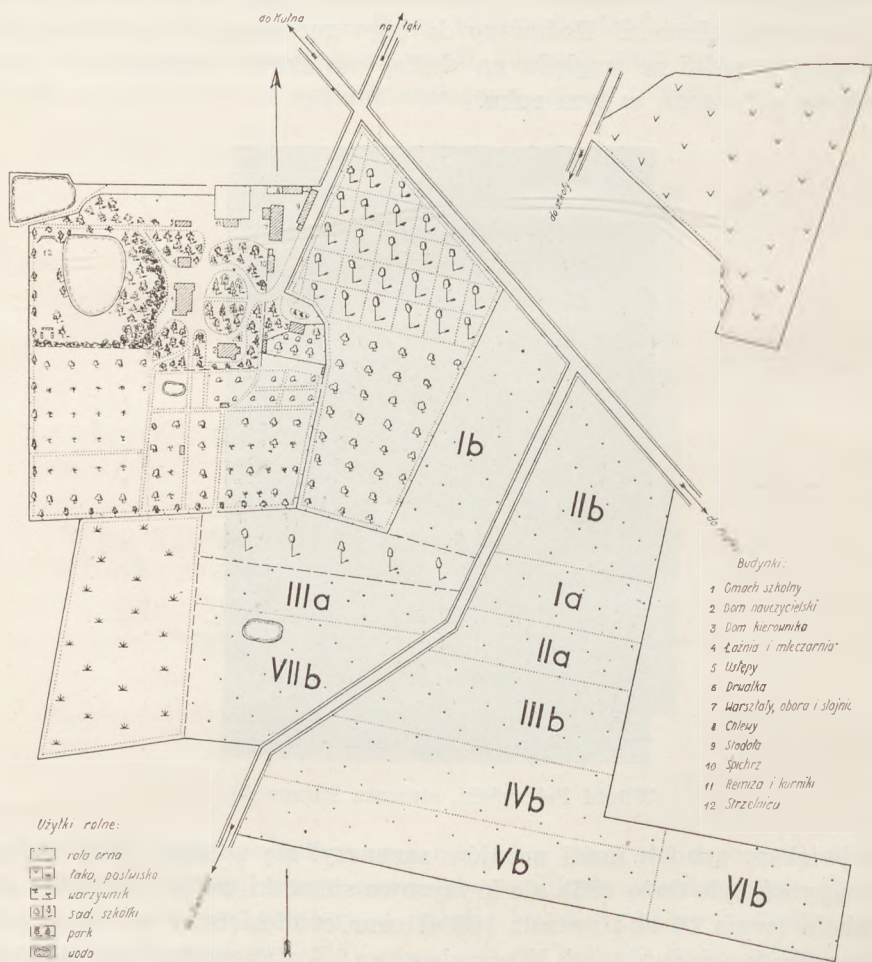 do Kutna
na łąki
do szkoły
Ib
IIb
Ia
IIa
IIIa
IIIb
VIIb
IVb
Vb
VIb
Budynki:
1 Gmach szkolny
2 Dom nauczycielski
3 Dom kierownika
4 Łaźnia i mleczarnia
5 Ustępy
6 Drwalka
7 Warsztaty, obora i stajnie
8 Chlewy
9 Stodoła
10 Spichrz
11 Remiza i kurniki
12 Strzelnica
Użytki rolne:
rola orna
łąka, pastwiska
warzywnik
sad, szkółki
park
woda